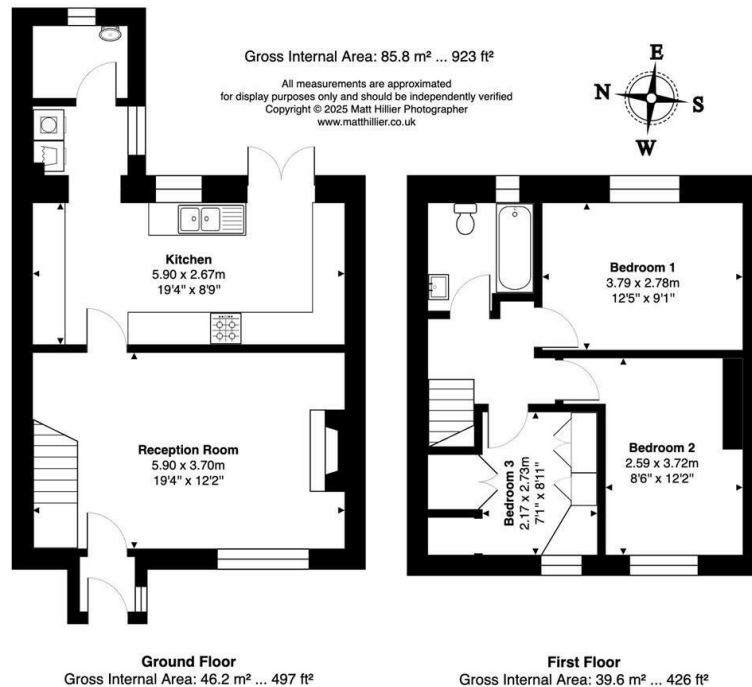 Gross Internal Area: 85.8 m² ... 923 ft²
All measurements are approximated
for display purposes only and should be independently verified
Copyright © 2025 Matt Hillier Photographer
www.matthillier.co.uk
E
N
S
W
Kitchen
5.90 x 2.67m
19'4" x 8'9"
Reception Room
5.90 x 3.70m
19'4" x 12'2"
Bedroom 1
3.79 x 2.78m
12'5" x 9'1"
Bedroom 2
2.59 x 3.72m
8'6" x 12'2"
Bedroom 3
2.17 x 2.73m
7'1" x 8'11"
Ground Floor
Gross Internal Area: 46.2 m² ... 497 ft²
First Floor
Gross Internal Area: 39.6 m² ... 426 ft²